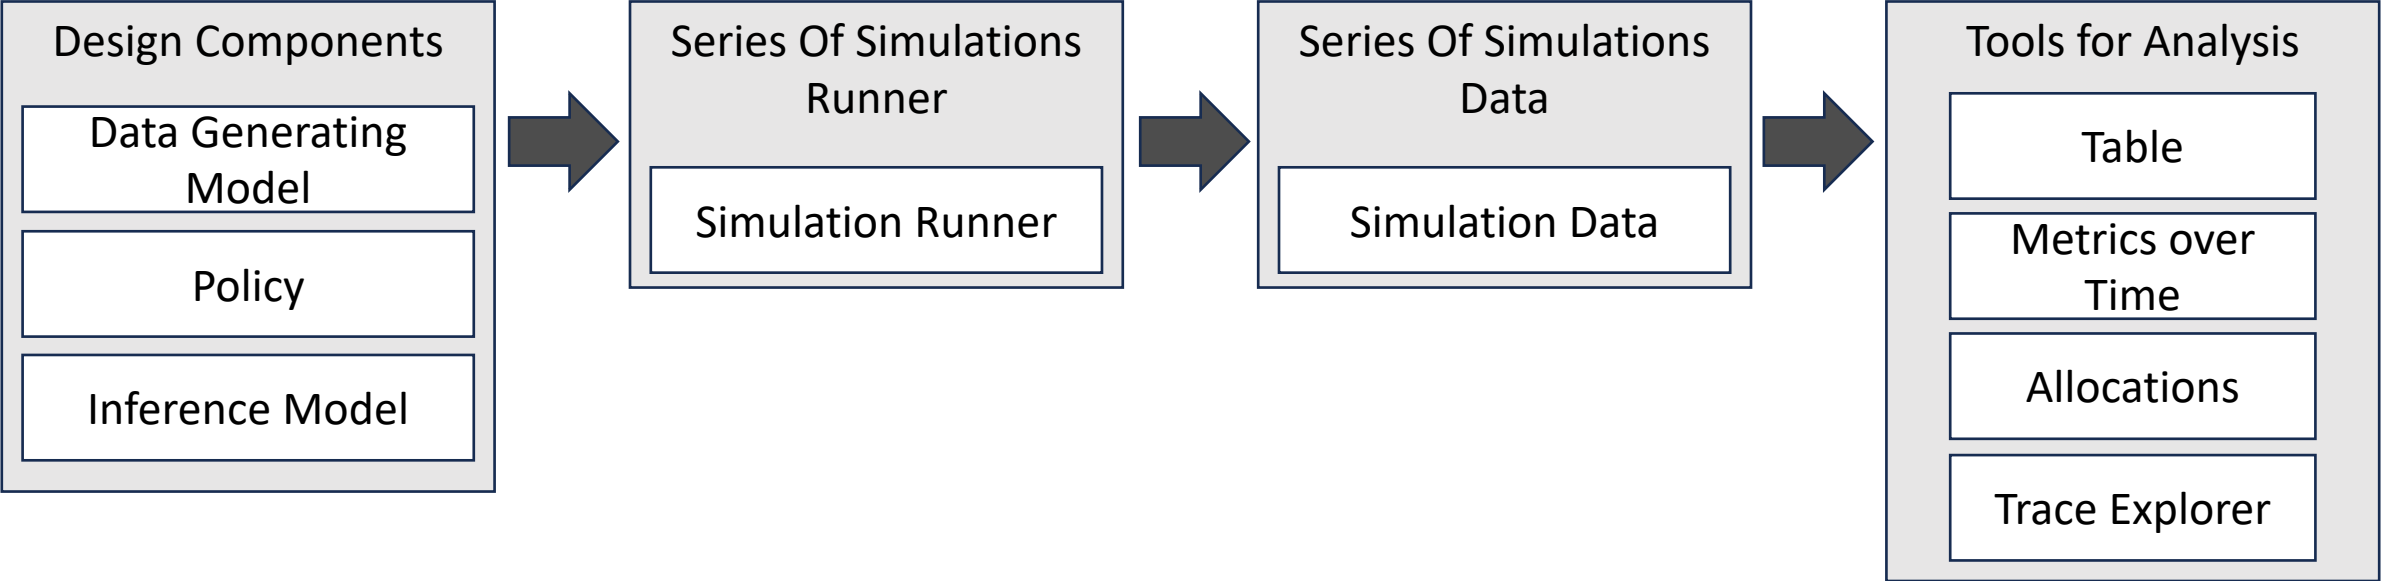 Design Components
Data Generating
Model
Policy
Inference Model
Series Of Simulations
Runner
Simulation Runner
Series Of Simulations
Data
Simulation Data
Tools for Analysis
Table
Metrics over
Time
Allocations
Trace Explorer